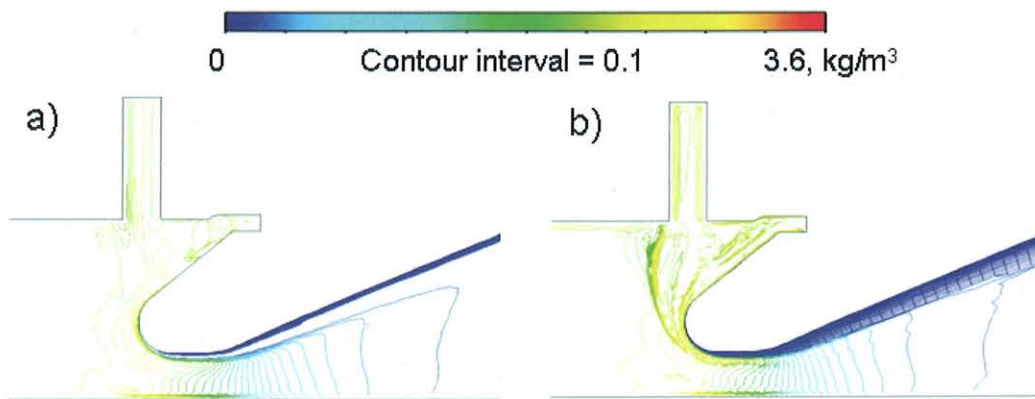 0 Contour interval = 0.1 3.6, kg/m³
a) b)